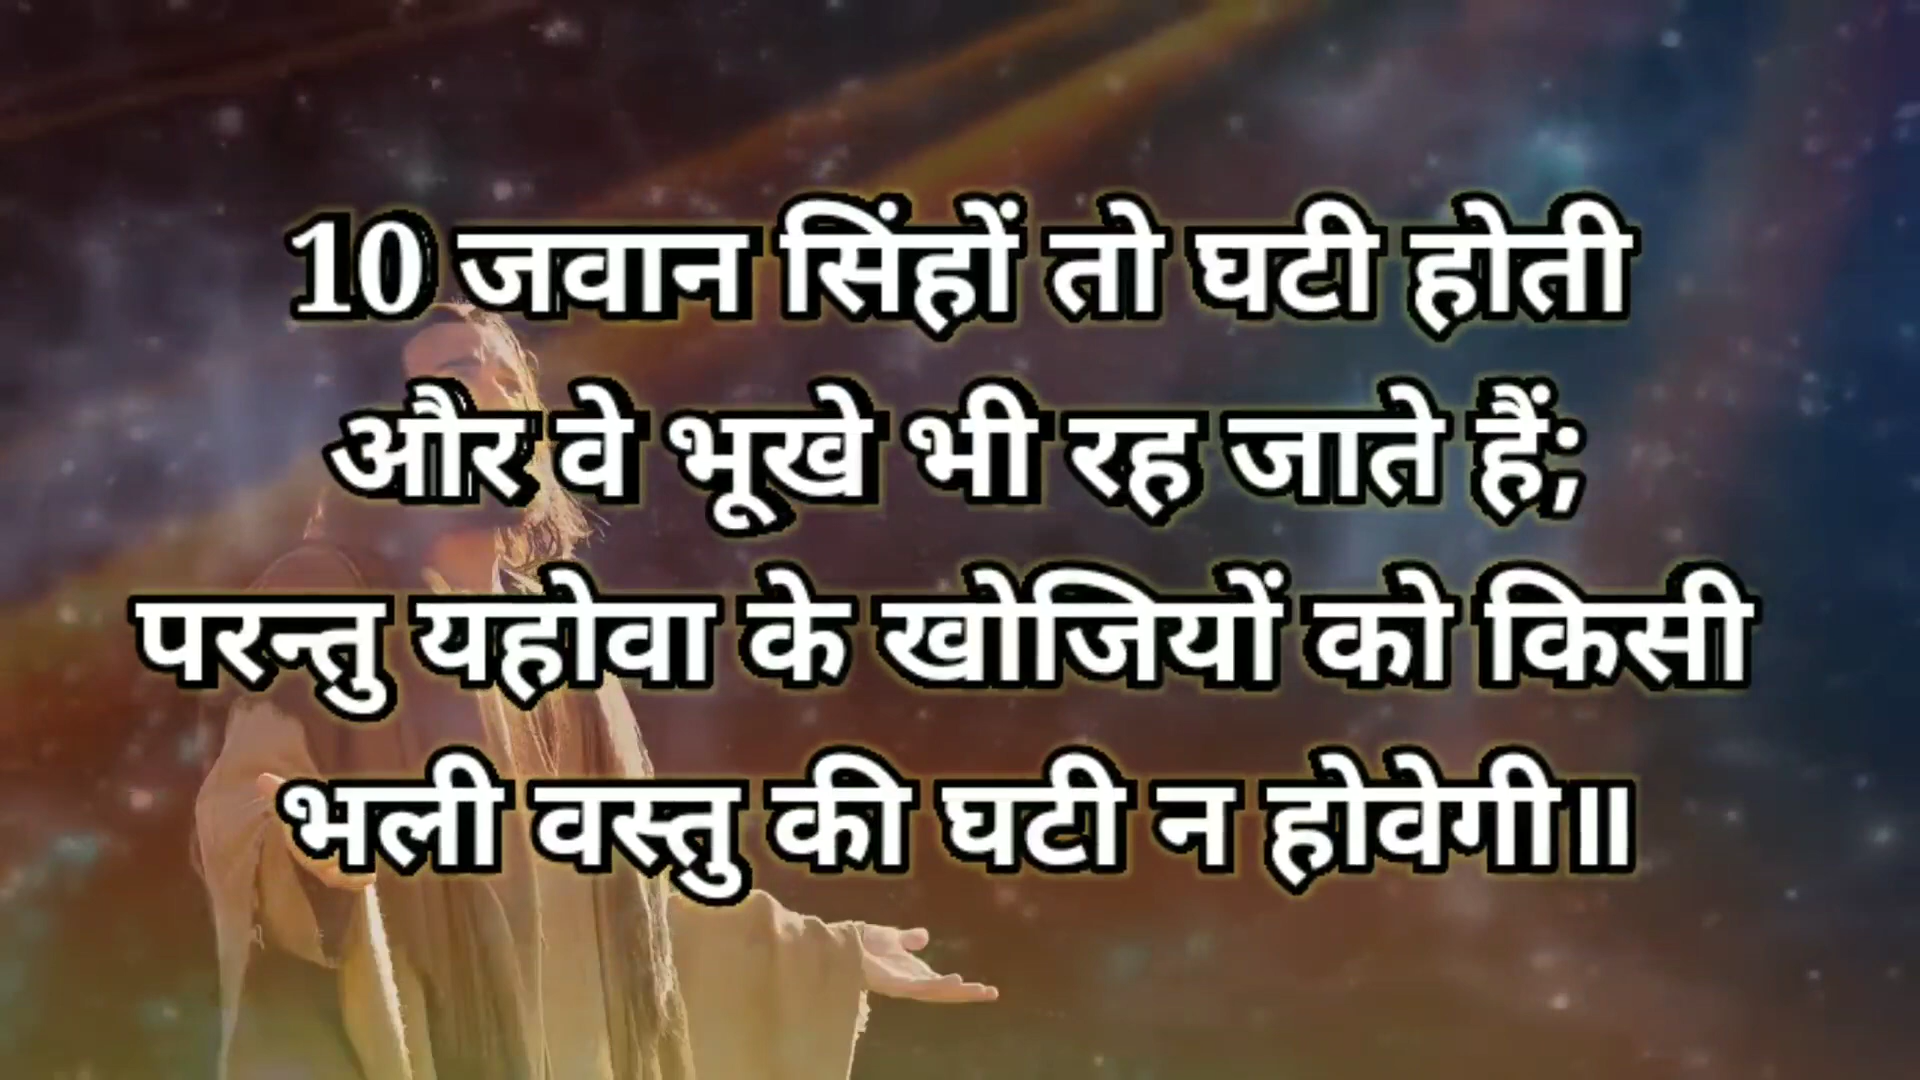 10 जवान सिंहों तो घटी होती
और वे भूखे भी रह जाते हैं;
परन्तु यहोवा के खोजियों को किसी
भली वस्तु की घटी न होवेगी॥